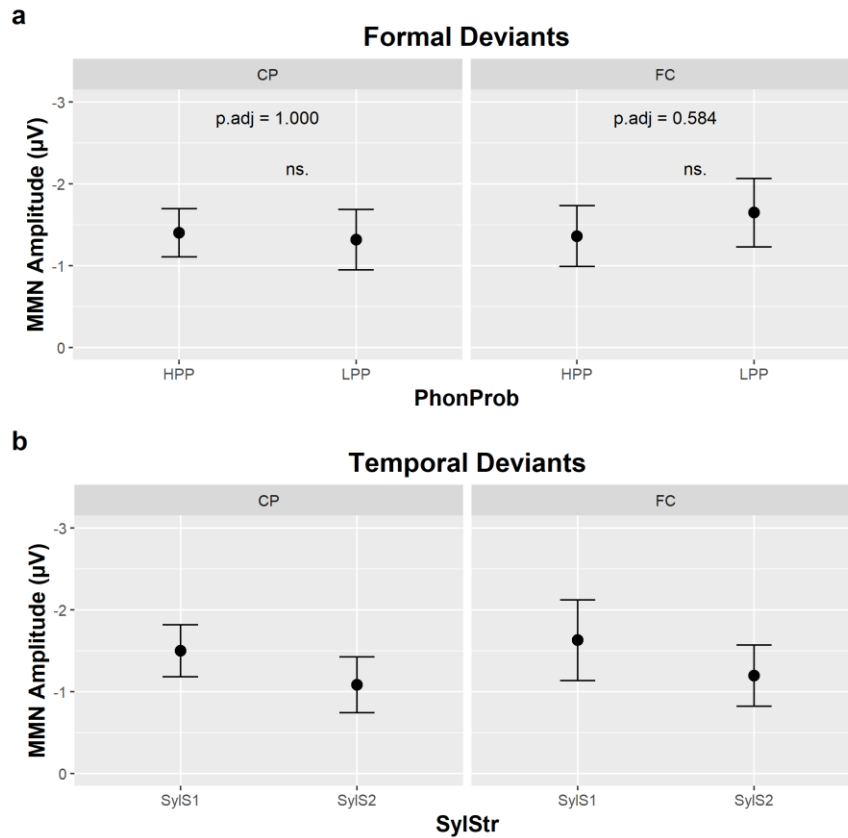 a
Formal Deviants
CP FC
-3
p.adj = 1.000 p.adj = 0.584
-2
ns. ns.
-1
0
MMN Amplitude (µV)
HPP LPP HPP LPP
PhonProb
b
Temporal Deviants
CP FC
-3
-2
-1
0
MMN Amplitude (µV)
SylS1 SylS2 SylS1 SylS2
SylStr